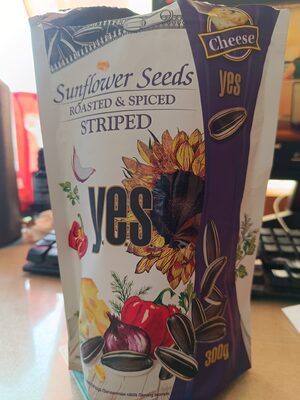 Cheese
yes
Sunflower Seeds
ROASTED & SPICED
STRIPED
yes
300g